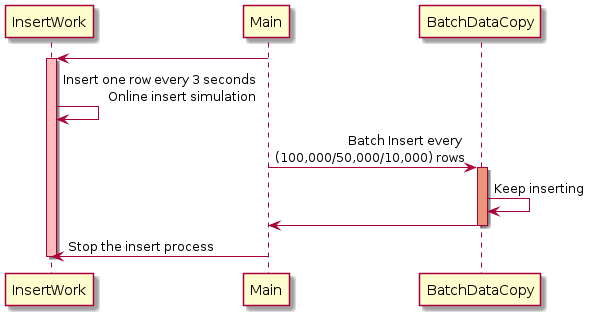 InsertWork
Main
BatchDataCopy
Insert one row every 3 seconds
Online insert simulation
Batch Insert every
(100,000/50,000/10,000) rows
Keep inserting
Stop the insert process
InsertWork
Main
BatchDataCopy